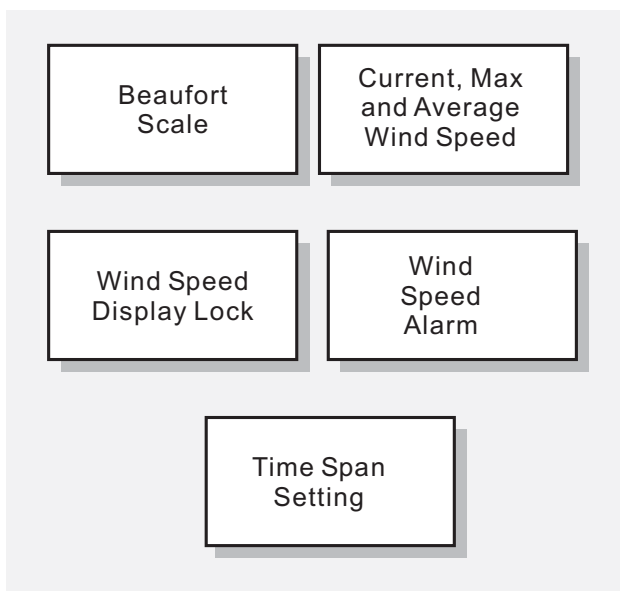 Beaufort
Scale
Current, Max
and Average
Wind Speed
Wind Speed
Display Lock
Wind
Speed
Alarm
Time Span
Setting